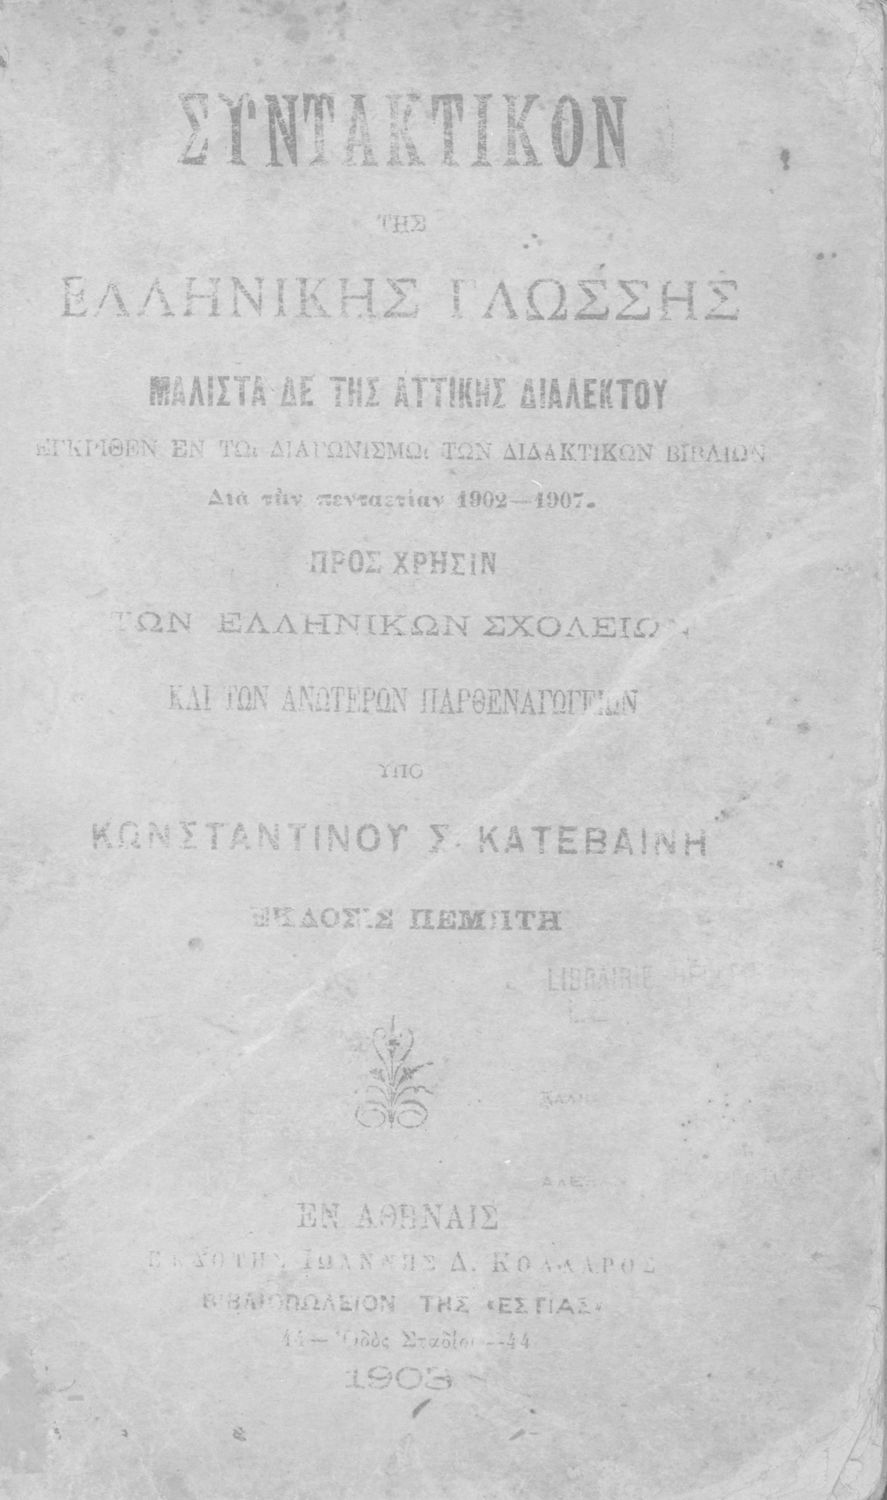 ΣΥΝΤΑΚΤΙΚΟΝ
ΤΗΣ
ΕΛΛΗΝΙΚΗΣ ΓΛΩΣΣΗΣ
ΜΑΛΙΣΤΑ ΔΕ ΤΗΣ ΑΤΤΙΚΗΣ ΔΙΑΛΕΚΤΟΥ
ΕΓΚΡΙΘΕΝ ΕΝ ΤΩι ΔΙΑΓΩΝΙΣΜΩι ΤΩΝ ΔΙΔΑΚΤΙΚΩΝ ΒΙΒΛΙΩΝ
Διὰ τὴν πενταετίαν 1902—1907.
ΠΡΟΣ ΧΡΗΣΙΝ
ΤΩΝ ΕΛΛΗΝΙΚΩΝ ΣΧΟΛΕΙΩΝ
ΚΑΙ ΤΩΝ ΑΝΩΤΕΡΩΝ ΠΑΡΘΕΝΑΓΩΓΕΙΩΝ
ΥΠΟ
ΚΩΝΣΤΑΝΤΙΝΟΥ Σ. ΚΑΤΕΒΑΙΝΗ
ΕΚΔΟΣΙΣ ΠΕΜΠΤΗ
LIBRAIRIE
ΕΝ ΑΘΗΝΑΙΣ
ΕΚΔΟΤΗΣ ΙΩΑΝΝΗΣ Δ. ΚΟΛΛΑΡΟΣ
ΒΙΒΛΙΟΠΩΛΕΙΟΝ ΤΗΣ «ΕΣΤΙΑΣ»
44—Ὁδὸς Σταδίου—44
1903